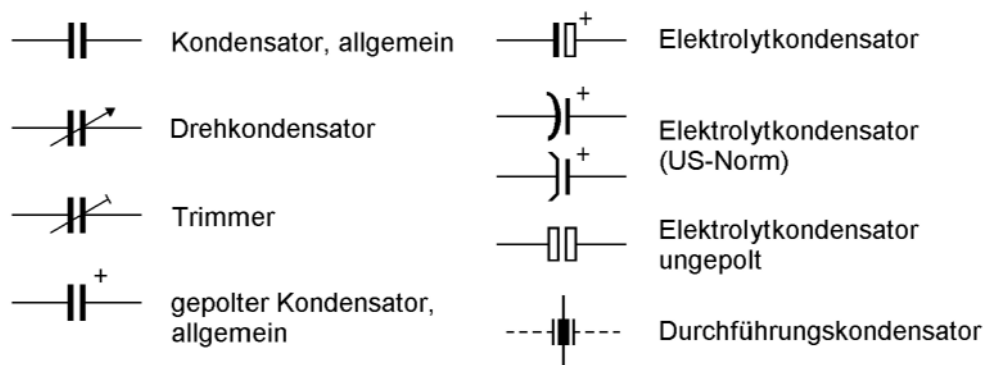 Kondensator, allgemein
Drehkondensator
Trimmer
+
gepolter Kondensator,
allgemein
+
Elektrolytkondensator
+
Elektrolytkondensator
(US-Norm)
+
Elektrolytkondensator
ungepolt
Durchführungskondensator